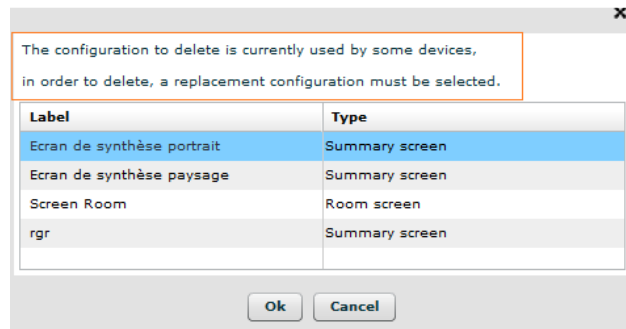 x
The configuration to delete is currently used by some devices,
in order to delete, a replacement configuration must be selected.
Label Type
Ecran de synthèse portrait Summary screen
Ecran de synthèse paysage Summary screen
Screen Room Room screen
rgr Summary screen
Ok Cancel